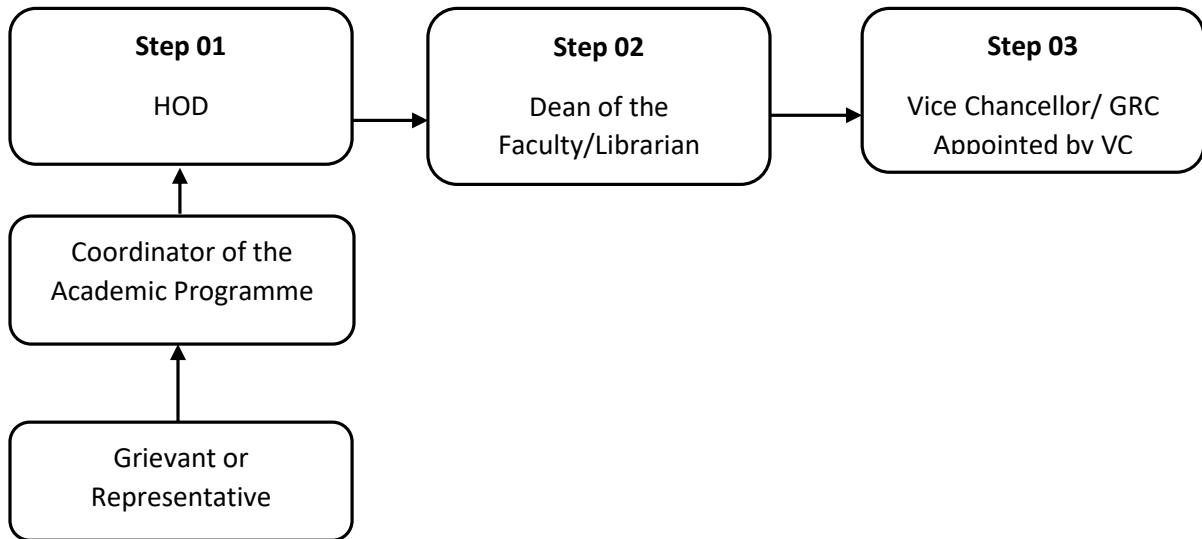 Step 01
HOD
Step 02
Dean of the
Faculty/Librarian
Step 03
Vice Chancellor/ GRC
Appointed by VC
Coordinator of the
Academic Programme
Grievant or
Representative